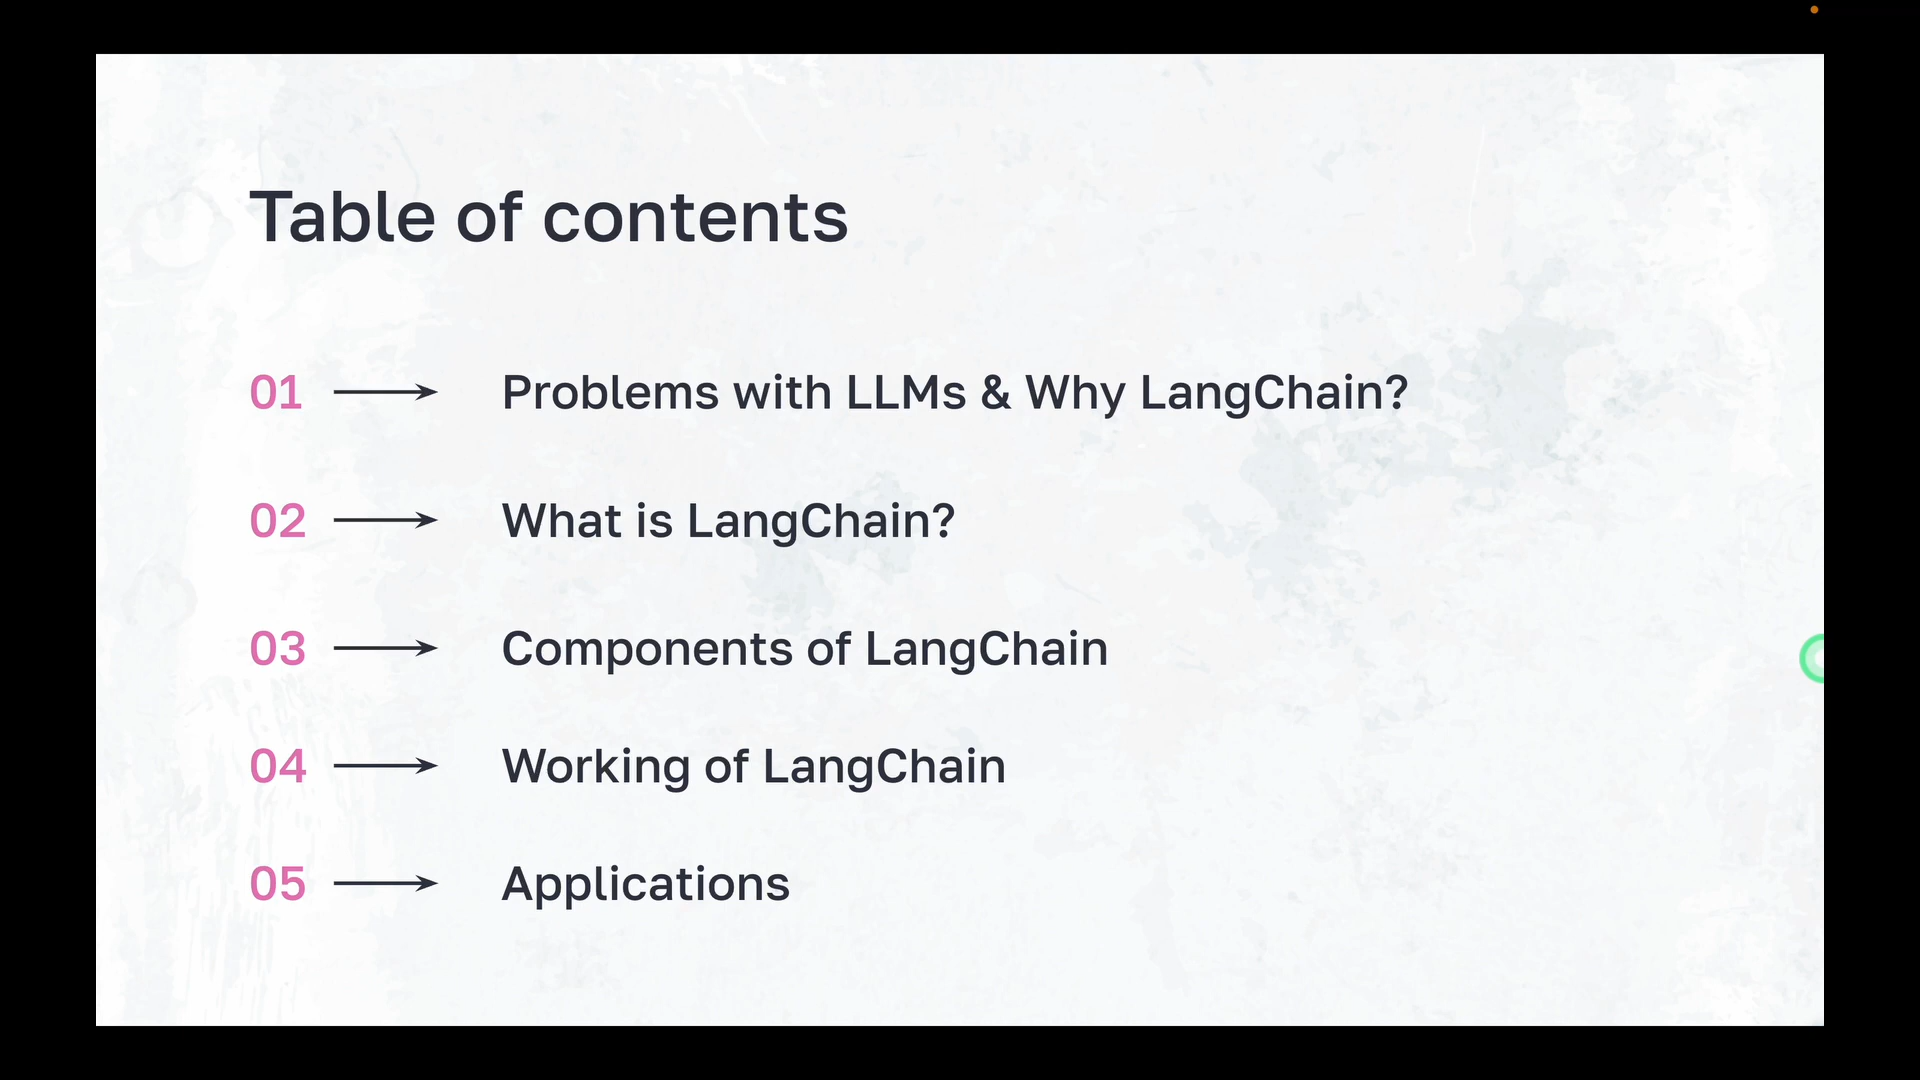 Table of contents
01 Problems with LLMs & Why LangChain?
02 What is LangChain?
03 Components of LangChain
04 Working of LangChain
05 Applications